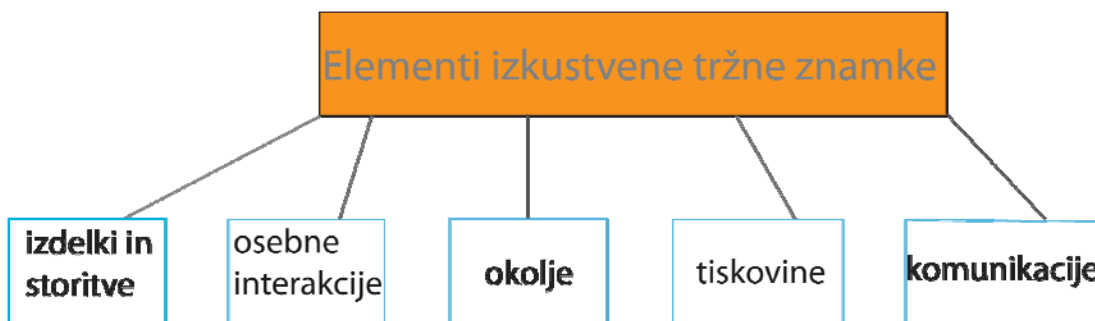 Elementi izkustvene tržne znamke
izdelki in
storitve
osebne
interakcije
okolje
tiskovine
komunikacije